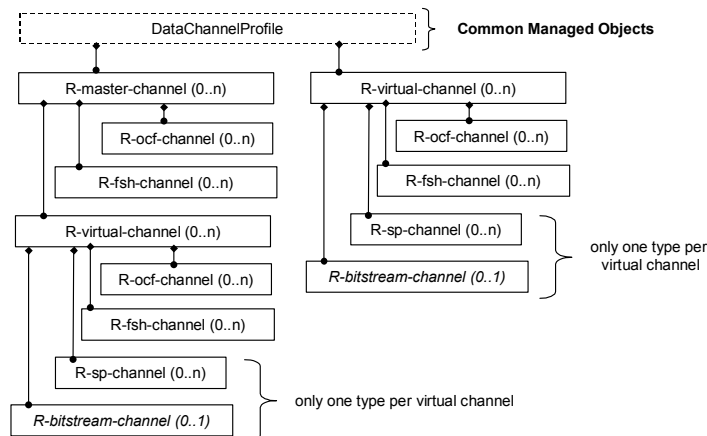 DataChannelProfile
Common Managed Objects
R-master-channel (0..n)
R-ocf-channel (0..n)
R-fsh-channel (0..n)
R-virtual-channel (0..n)
R-ocf-channel (0..n)
R-fsh-channel (0..n)
R-sp-channel (0..n)
R-bitstream-channel (0..1)
only one type per virtual channel
R-virtual-channel (0..n)
R-ocf-channel (0..n)
R-fsh-channel (0..n)
R-sp-channel (0..n)
R-bitstream-channel (0..1)
only one type per
virtual channel